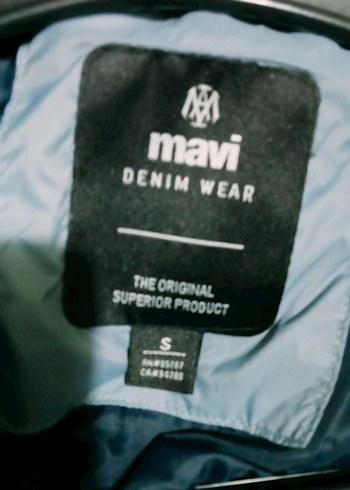 mavi
DENIM WEAR
THE ORIGINAL
SUPERIOR PRODUCT
S